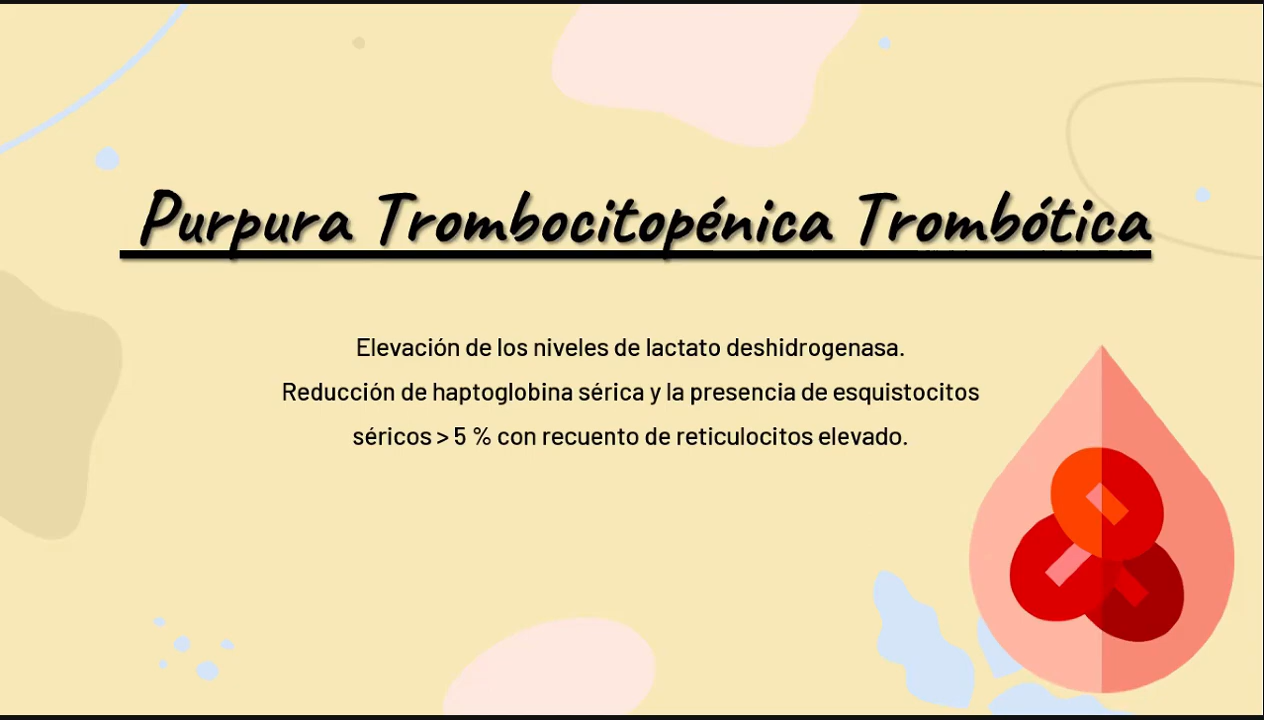 Purpura Trombocitopénica Trombótica
Elevación de los niveles de lactato deshidrogenasa.
Reducción de haptoglobina sérica y la presencia de esquistocitos
séricos > 5 % con recuento de reticulocitos elevado.